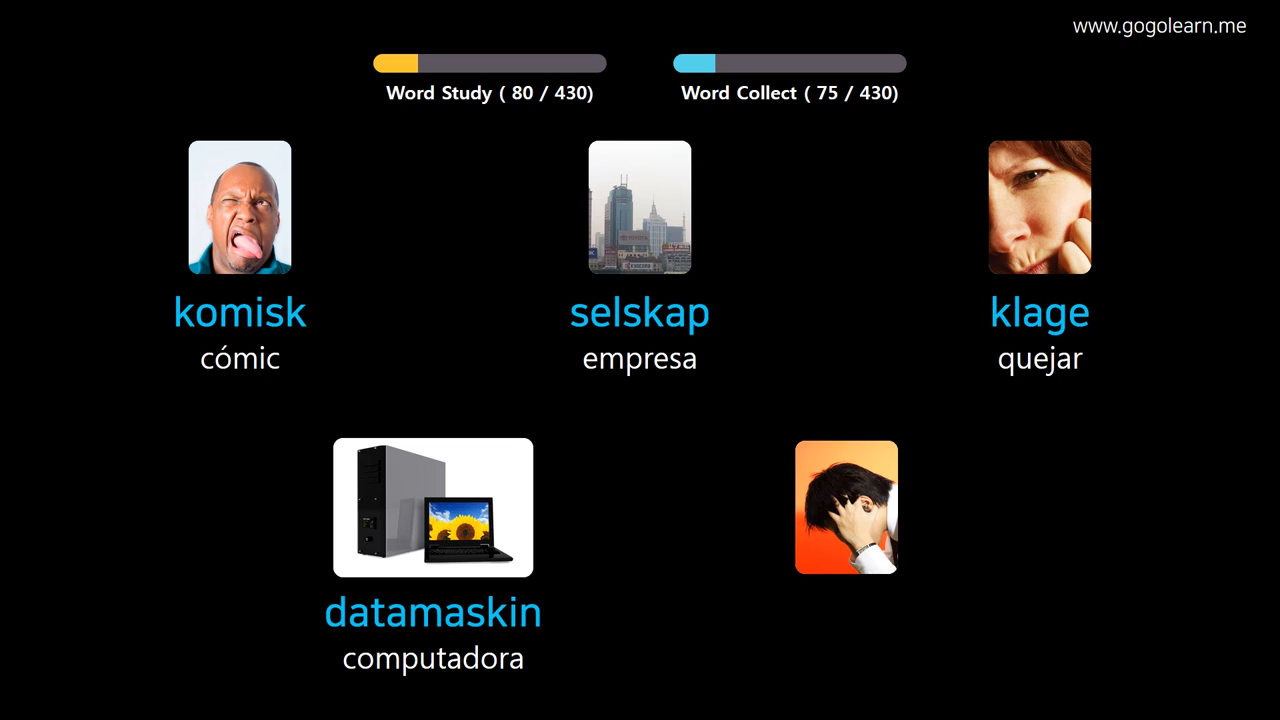 www.gogolearn.me
Word Study ( 80 / 430)
Word Collect ( 75 / 430)
komisk
cómic
selskap
empresa
klage
quejar
datamaskin
computadora